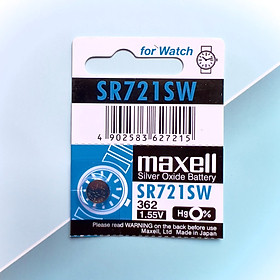 for Watch
SR721SW
4 902583 627215
maxell
Silver Oxide Battery
SR721SW
362
1.55V
Hg 0%
Please read WARNING on the back before use
Maxell, Ltd. Made in Japan